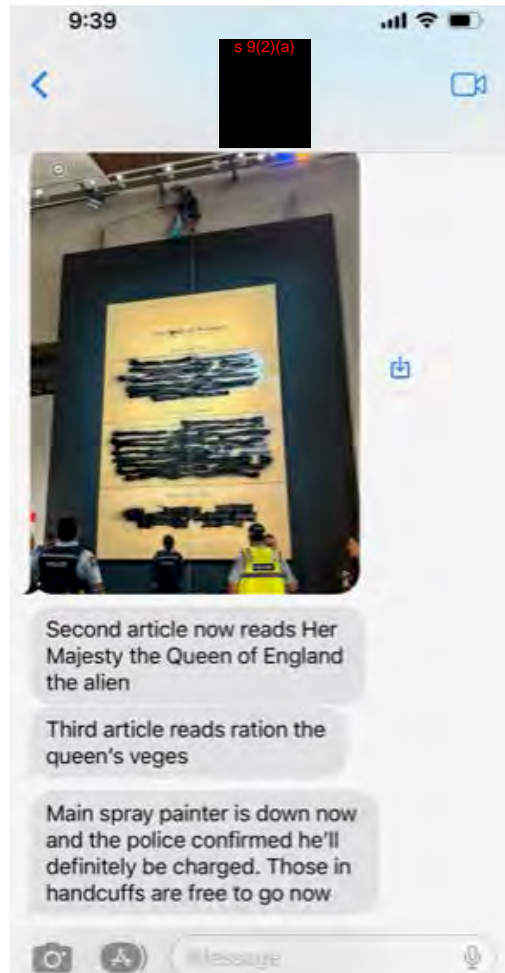 9:39
s 9(2)(a)
Second article now reads Her
Majesty the Queen of England
the alien
Third article reads ration the
queen's veges
Main spray painter is down now
and the police confirmed he'll
definitely be charged. Those in
handcuffs are free to go now